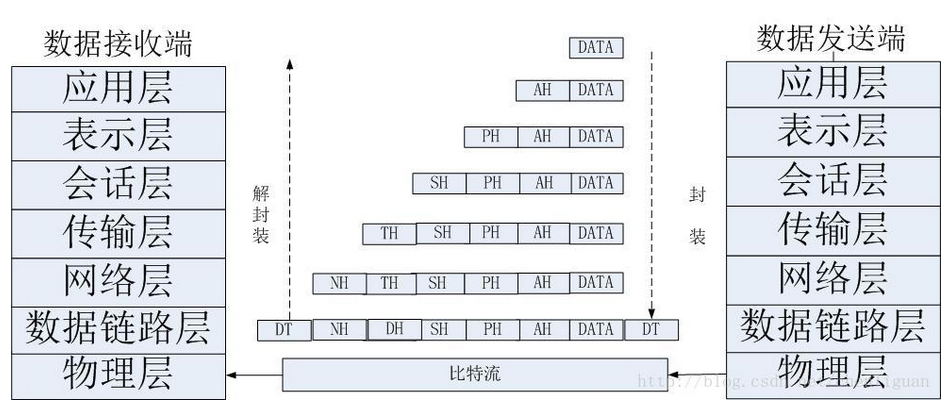 数据接收端
应用层
表示层
会话层
传输层
网络层
数据链路层
物理层
解封装
DATA
AH DATA
PH AH DATA
SH PH AH DATA
TH SH PH AH DATA
NH TH SH PH AH DATA
DT NH DH SH PH AH DATA DT
比特流
封装
数据发送端
应用层
表示层
会话层
传输层
网络层
数据链路层
物理层